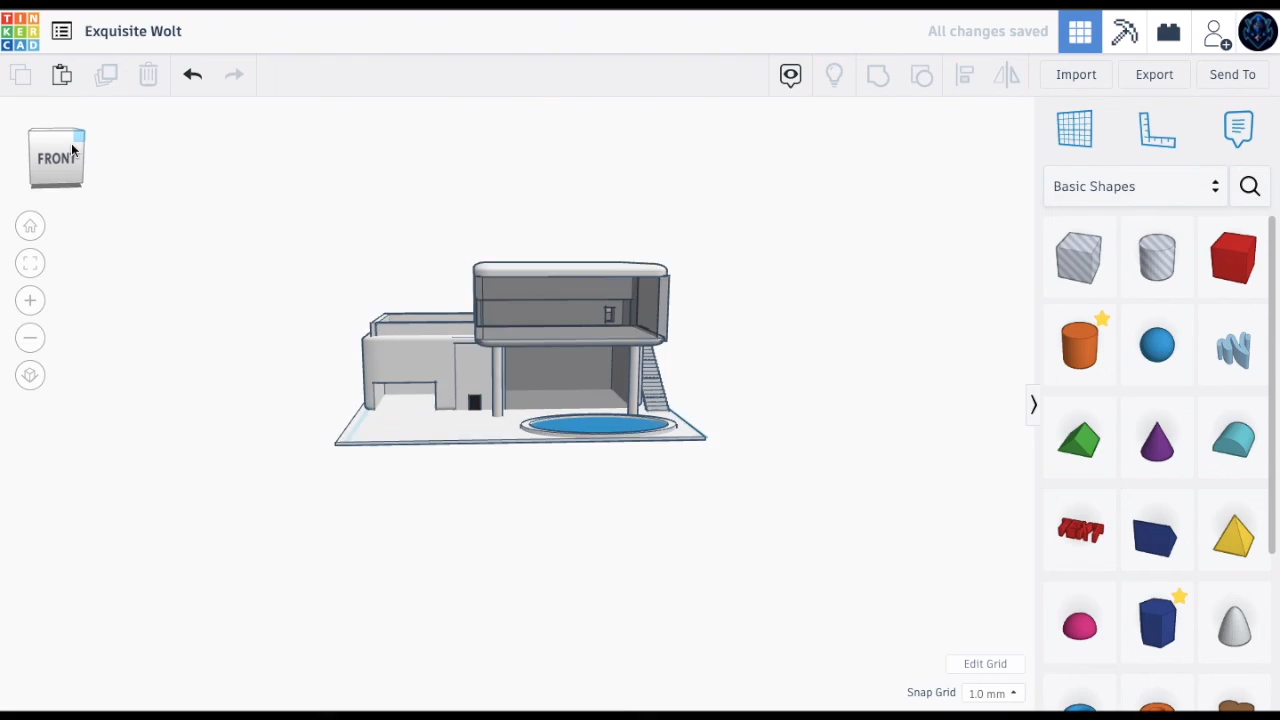 TIN
KER
CAD
Exquisite Wolt
All changes saved
Import
Export
Send To
FRONT
Basic Shapes
TEXT
Edit Grid
Snap Grid
1.0 mm